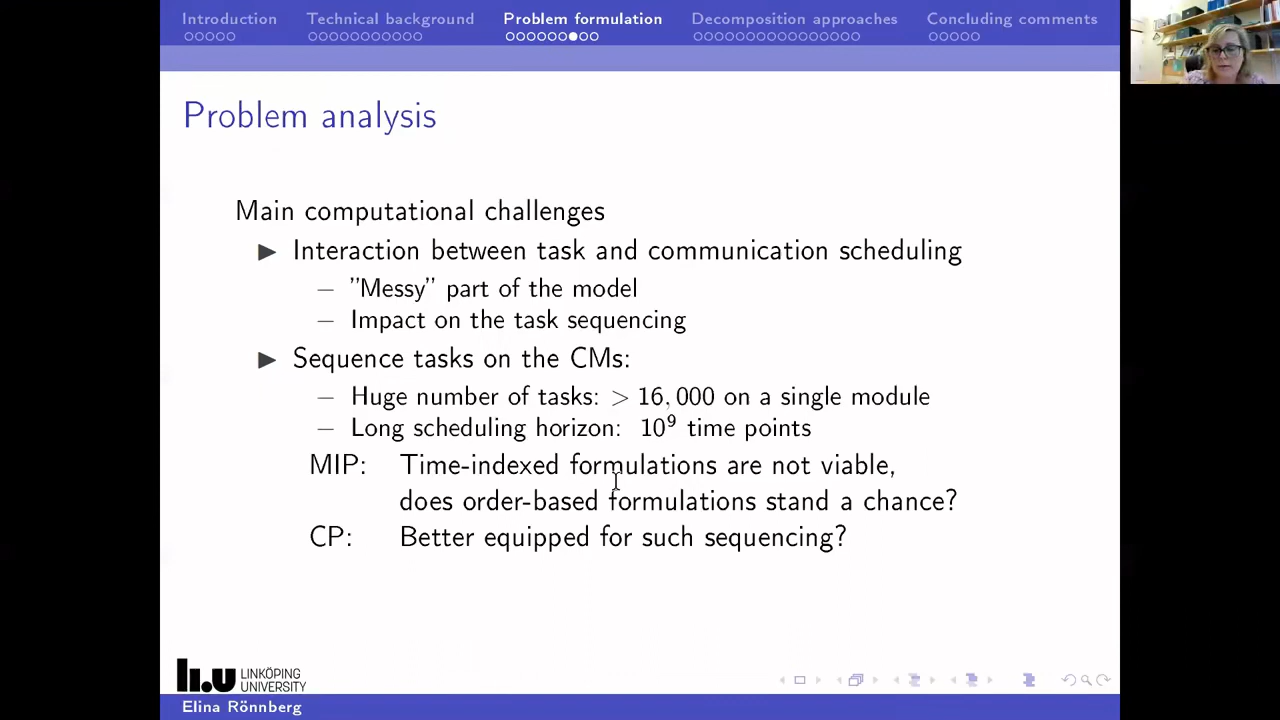 Introduction Technical background Problem formulation Decomposition approaches Concluding comments
Problem analysis
Main computational challenges
▶ Interaction between task and communication scheduling
– "Messy" part of the model
– Impact on the task sequencing
▶ Sequence tasks on the CMs:
– Huge number of tasks: > 16,000 on a single module
– Long scheduling horizon: 10⁹ time points
MIP: Time-indexed formulations are not viable,
does order-based formulations stand a chance?
CP: Better equipped for such sequencing?
li.u LINKÖPING
UNIVERSITY
Elina Rönnberg